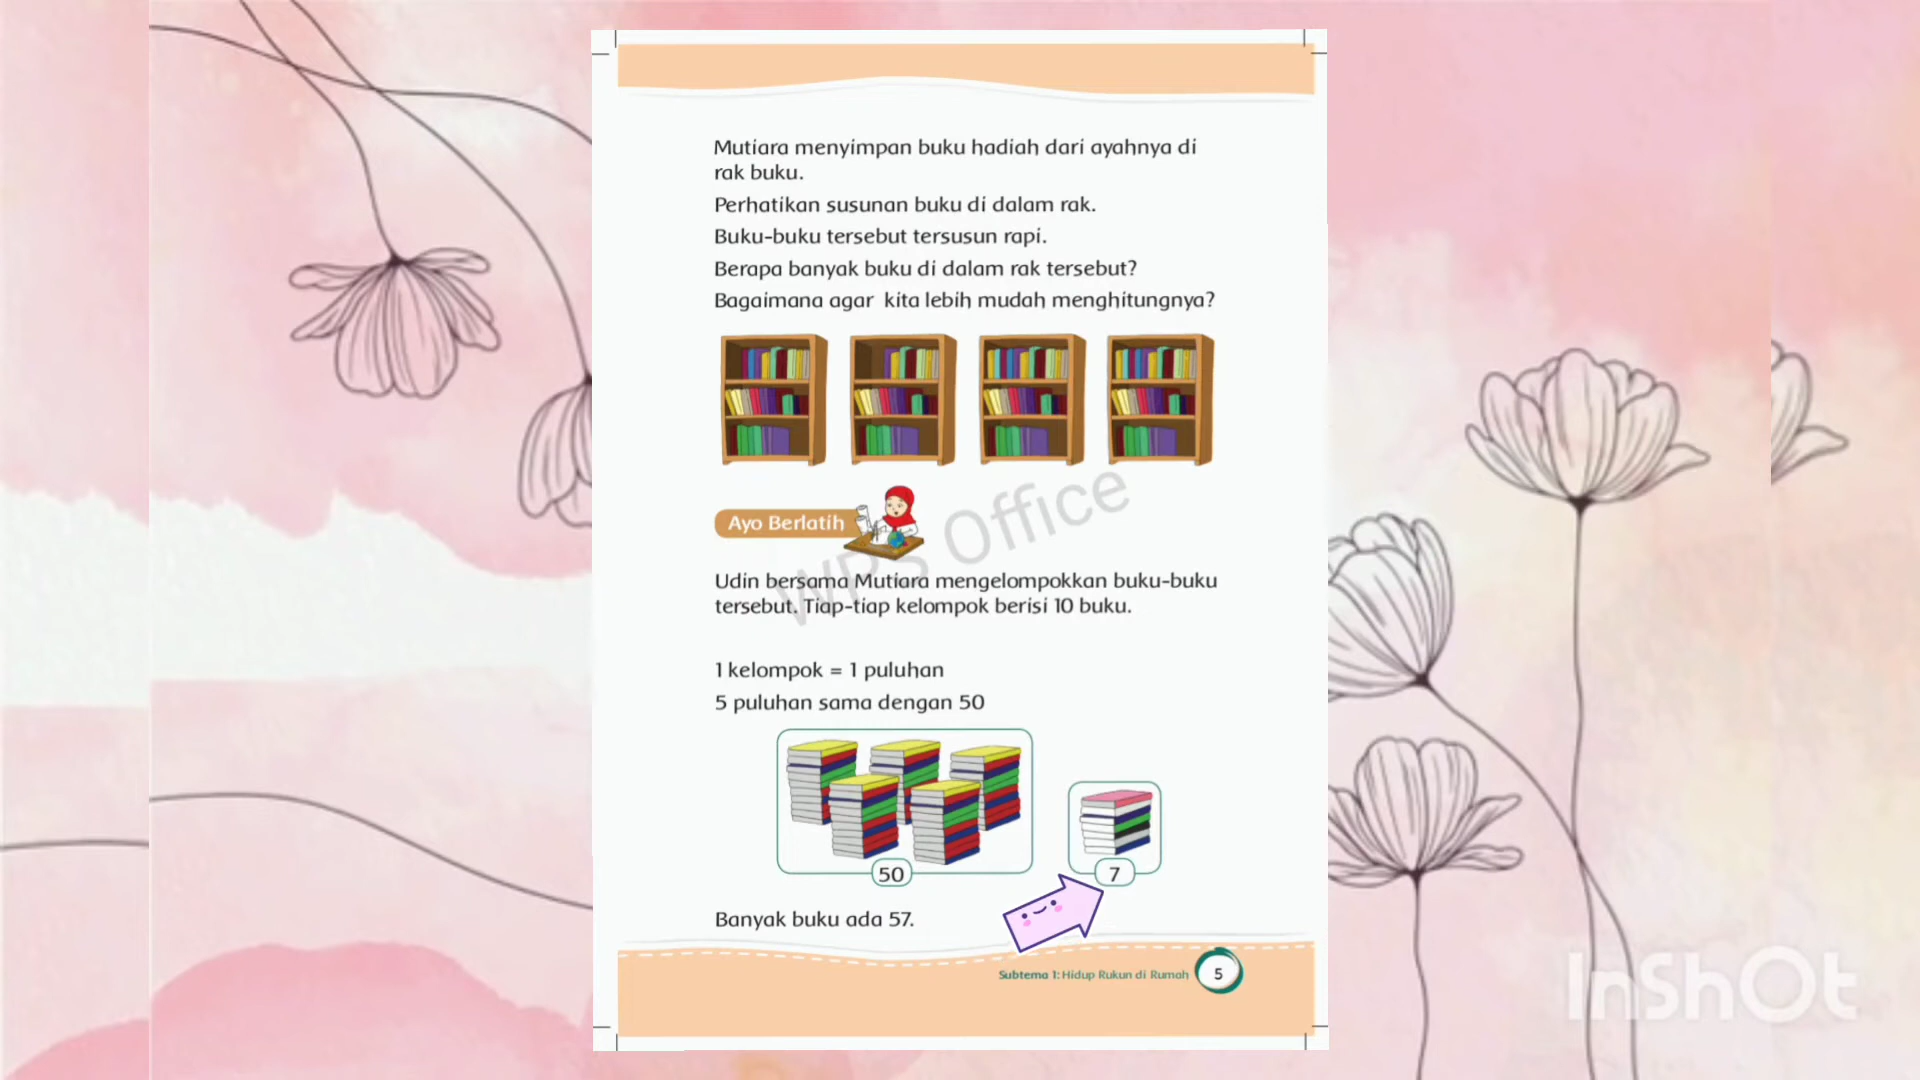 Mutiara menyimpan buku hadiah dari ayahnya di
rak buku.
Perhatikan susunan buku di dalam rak.
Buku-buku tersebut tersusun rapi.
Berapa banyak buku di dalam rak tersebut?
Bagaimana agar kita lebih mudah menghitungnya?
Ayo Berlatih
WPS Office
Udin bersama Mutiara mengelompokkan buku-buku
tersebut. Tiap-tiap kelompok berisi 10 buku.
1 kelompok = 1 puluhan
5 puluhan sama dengan 50
50
7
Banyak buku ada 57.
Subtema 1: Hidup Rukun di Rumah
5
InShOt